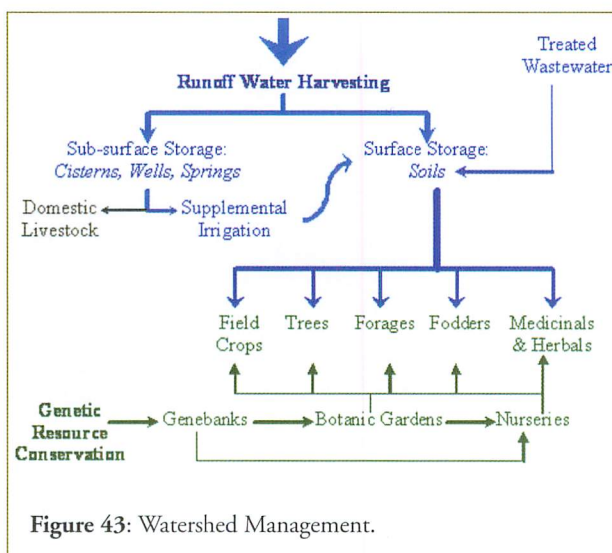 Treated
Wastewater
Runoff Water Harvesting
Sub-surface Storage:
Cisterns, Wells, Springs
Surface Storage:
Soils
Domestic
Livestock
Supplemental
Irrigation
Field
Crops
Trees
Forages
Fodders
Medicinals
& Herbals
Genetic
Resource
Conservation
Genebanks
Botanic Gardens
Nurseries
Figure 43: Watershed Management.